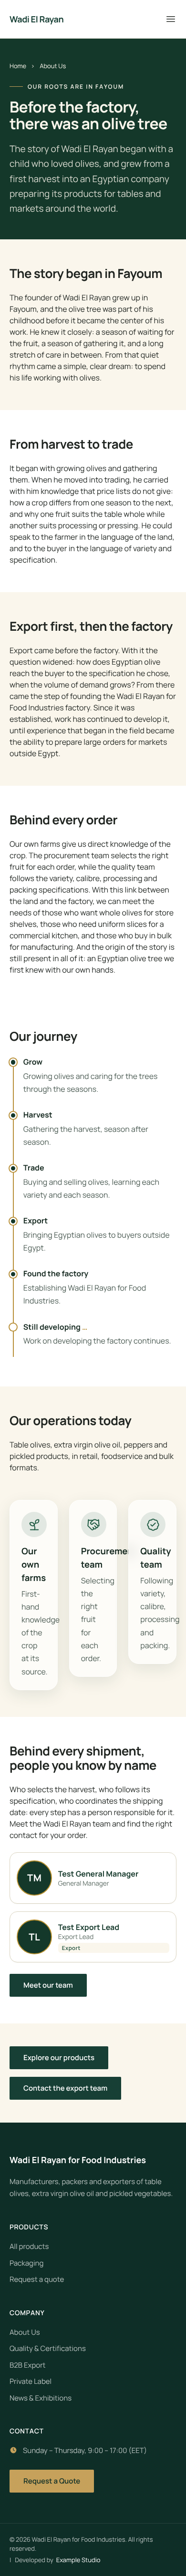 Wadi El Rayan
Home › About Us
OUR ROOTS ARE IN FAYOUM
Before the factory,
there was an olive tree
The story of Wadi El Rayan was part of a
child who loved olives, and grew from a
first harvest into an Egyptian company
preparing its products for tables and
markets around the world.
The story began in Fayoum
The founder of Wadi El Rayan grew up in
Fayoum, and the olive tree was part of his
childhood before it became the center of his
work. He knew it closely: a season of waiting for
the fruit, a season of gathering it, and a long
stretch of care in between. From that quiet
rhythm came a simple, clear dream: to spend
his life working with olives.
From harvest to trade
It began with growing olives and gathering
them. When he moved into trading, he carried
with him knowledge that price lists do not give:
how a crop differs from one season to the next,
and why one fruit suits the table whole while
another suits processing or pressing. He could
speak to the farmer in the language of the land,
and to the buyer in the language of variety and
specification.
Export first, then the factory
Export came before the factory. With it the
question widened: how does Egyptian olive
reach the buyer to the specification he chose,
when the volume of demand grows? From there
came the step of founding the Wadi El Rayan for
Food Industries factory. Since it was
established, work has continued to develop it,
until experience that began in the field became
the ability to prepare large orders for markets
outside Egypt.
Behind every order
Our own farms give us direct knowledge of the
crop. The procurement team selects the right
fruit for each order, while the quality team
follows the variety, calibre, processing and
packing specifications. With this link between
the land and the factory, we can meet the
needs of those who want whole olives for store
shelves, those who need uniform slices for a
commercial kitchen, and those who buy in bulk
for manufacturing. And the origin of the story is
still present in all of it: an Egyptian olive tree we
first knew with our own hands.
Our journey
Grow
Growing olives and caring for the trees
through the seasons.
Harvest
Gathering the harvest, season after
season.
Trade
Buying and selling olives, learning each
variety and each season.
Export
Bringing Egyptian olives to buyers outside
Egypt.
Found the factory
Establishing Wadi El Rayan for Food
Industries.
Still developing ...
Work on developing the factory continues.
Our operations today
Table olives, extra virgin olive oil, peppers and
pickled products, in retail, foodservice and bulk
formats.
Our
own
farms
First-
hand
knowledge
of the
crop
at its
source.
Procurement
team
Selecting
the
right
fruit
for
each
order.
Quality
team
Following
variety,
calibre,
processing
and
packing.
Behind every shipment,
people you know by name
Who selects the harvest, who follows its
specification, who coordinates the shipping
date: every step has a person responsible for it.
Meet the Wadi El Rayan team and find the right
contact for your order.
TM
Test General Manager
General Manager
TL
Test Export Lead
Export Lead
Export
Meet our team
Explore our products
Contact the export team
Wadi El Rayan for Food Industries
Manufacturers, packers and exporters of table
olives, extra virgin olive oil and pickled vegetables.
PRODUCTS
All products
Packaging
Request a quote
COMPANY
About Us
Quality & Certifications
B2B Export
Private Label
News & Exhibitions
CONTACT
Sunday – Thursday, 9:00 – 17:00 (EET)
Request a Quote
© 2026 Wadi El Rayan for Food Industries. All rights
reserved.
| Developed by Example Studio